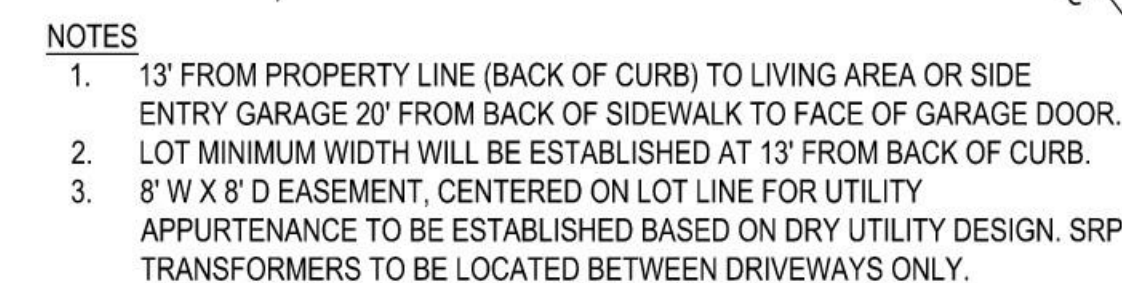 NOTES
1. 13' FROM PROPERTY LINE (BACK OF CURB) TO LIVING AREA OR SIDE
ENTRY GARAGE 20' FROM BACK OF SIDEWALK TO FACE OF GARAGE DOOR.
2. LOT MINIMUM WIDTH WILL BE ESTABLISHED AT 13' FROM BACK OF CURB.
3. 8' W X 8' D EASEMENT, CENTERED ON LOT LINE FOR UTILITY
APPURTENANCE TO BE ESTABLISHED BASED ON DRY UTILITY DESIGN. SRP
TRANSFORMERS TO BE LOCATED BETWEEN DRIVEWAYS ONLY.